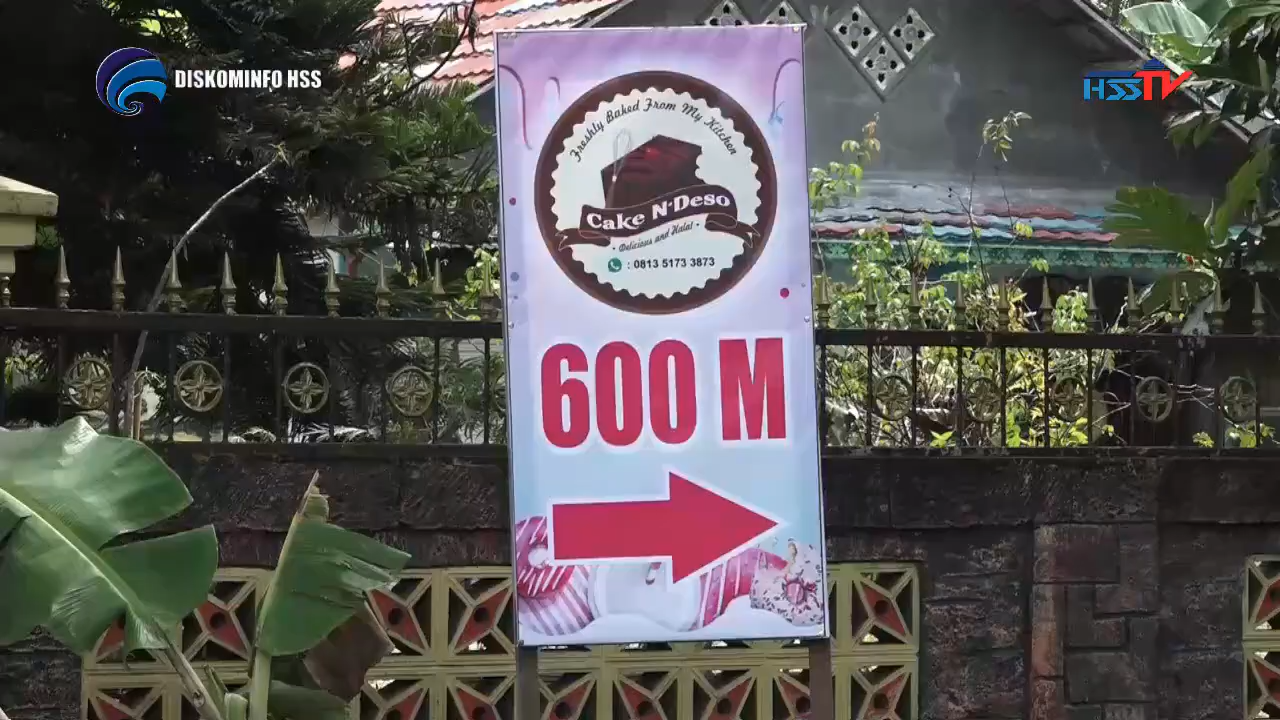 DISKOMINFO HSS
HSSTV
Freshly Baked From My Kitchen
Cake N·Deso
· Delicious and Halal ·
: 0813 5173 3873
600 M